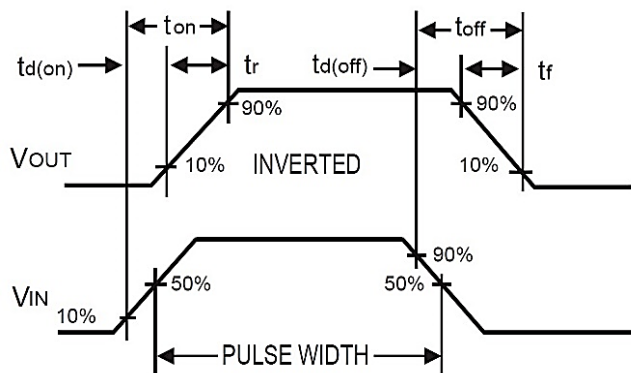 ton
toff
td(on)
tr
td(off)
tf
90%
90%
VOUT
10%
INVERTED
10%
90%
VIN
50%
50%
10%
PULSE WIDTH